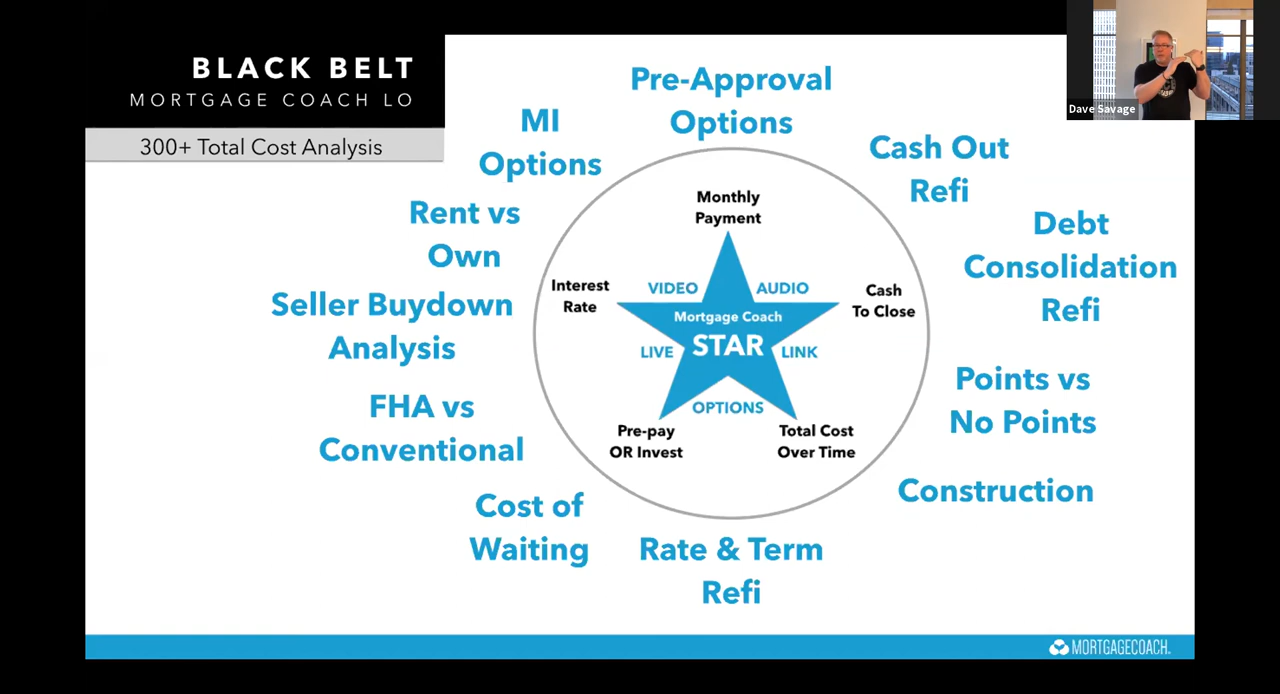 BLACK BELT
MORTGAGE COACH LO
300+ Total Cost Analysis
Dave Savage
Pre-Approval
Options
MI
Options
Cash Out
Refi
Rent vs
Own
Debt
Consolidation
Refi
Seller Buydown
Analysis
Points vs
No Points
FHA vs
Conventional
Construction
Cost of
Waiting
Rate & Term
Refi
Monthly
Payment
Interest
Rate
Cash
To Close
Pre-pay
OR Invest
Total Cost
Over Time
VIDEO
AUDIO
Mortgage Coach
STAR
LIVE
LINK
OPTIONS
MORTGAGECOACH